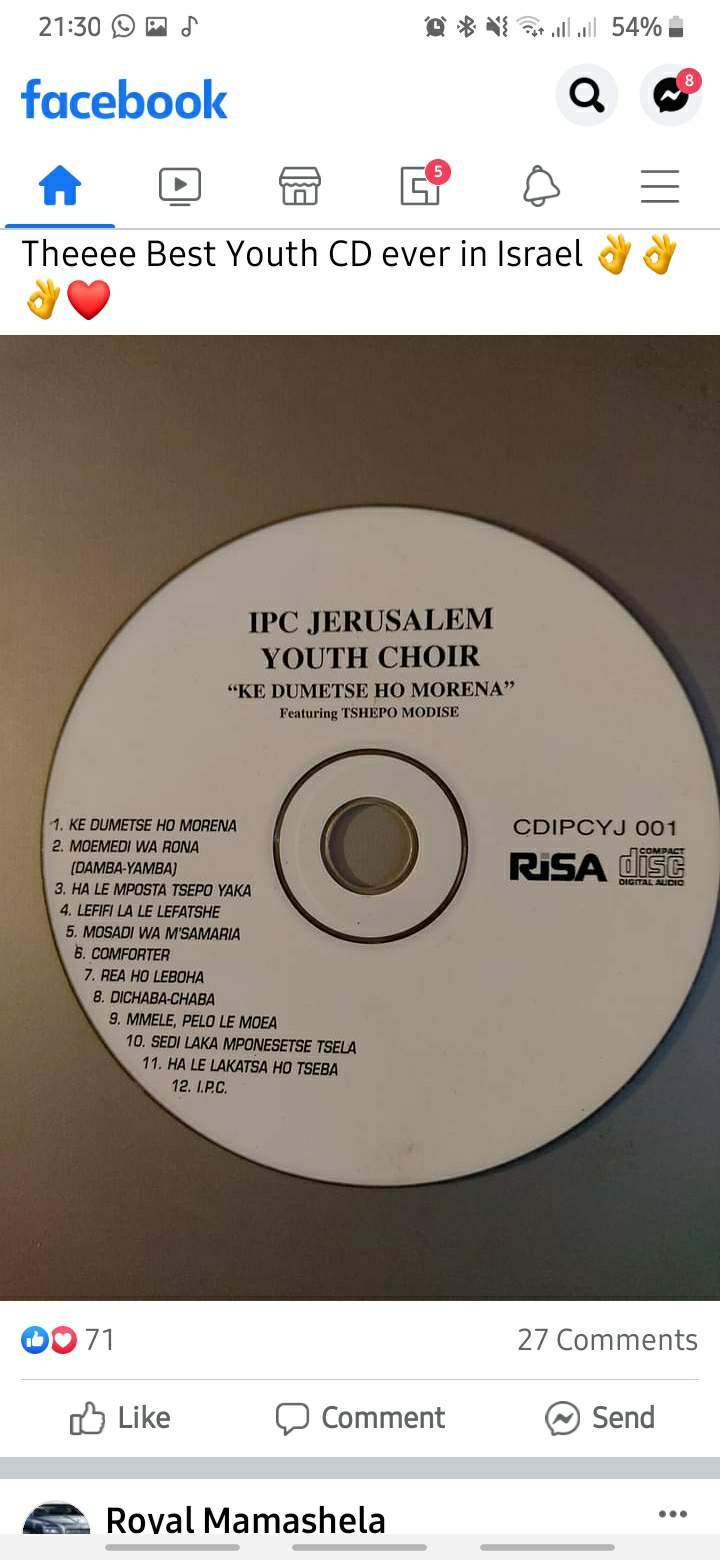 21:30 54%
facebook
8
5
Theeee Best Youth CD ever in Israel 👌👌
👌❤️
IPC JERUSALEM
YOUTH CHOIR
“KE DUMETSE HO MORENA”
Featuring TSHEPO MODISE
1. KE DUMETSE HO MORENA
2. MOEMEDI WA RONA
(DAMBA-YAMBA)
3. HA LE MPOSTA TSEPO YAKA
4. LEFIFI LA LE LEFATSHE
5. MOSADI WA M'SAMARIA
6. COMFORTER
7. REA HO LEBOHA
8. DICHABA-CHABA
9. MMELE, PELO LE MOEA
10. SEDI LAKA MPONESETSE TSELA
11. HA LE LAKATSA HO TSEBA
12. I.P.C.
CDIPCYJ 001
RiSA COMPACT disc DIGITAL AUDIO
71 27 Comments
Like Comment Send
Royal Mamashela